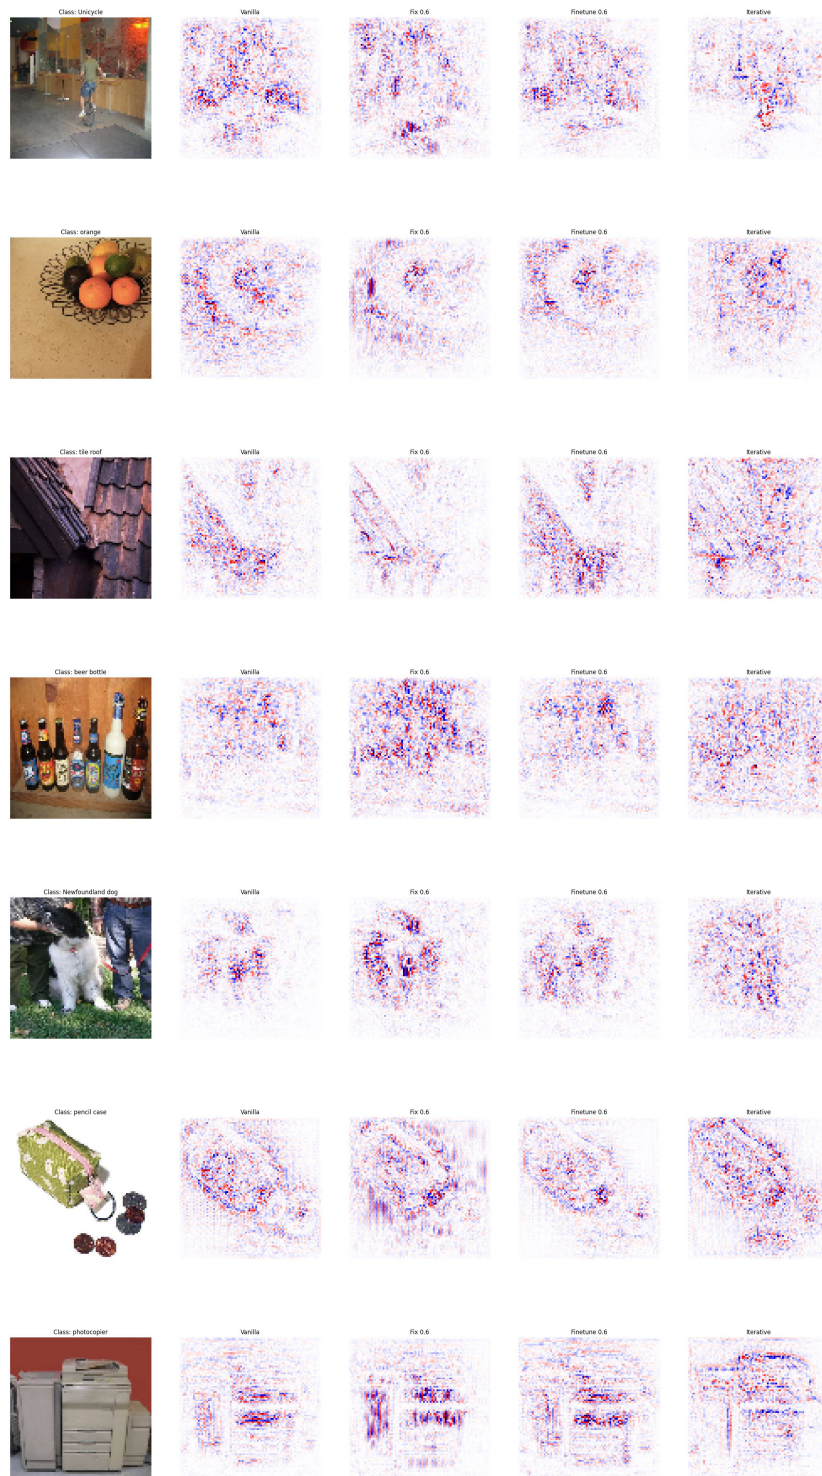 Class: Unicycle Vanilla Fix 0.6 Finetune 0.6 Iterative
Class: orange Vanilla Fix 0.6 Finetune 0.6 Iterative
Class: tile roof Vanilla Fix 0.6 Finetune 0.6 Iterative
Class: beer bottle Vanilla Fix 0.6 Finetune 0.6 Iterative
Class: Newfoundland dog Vanilla Fix 0.6 Finetune 0.6 Iterative
Class: pencil case Vanilla Fix 0.6 Finetune 0.6 Iterative
Class: photocopier Vanilla Fix 0.6 Finetune 0.6 Iterative